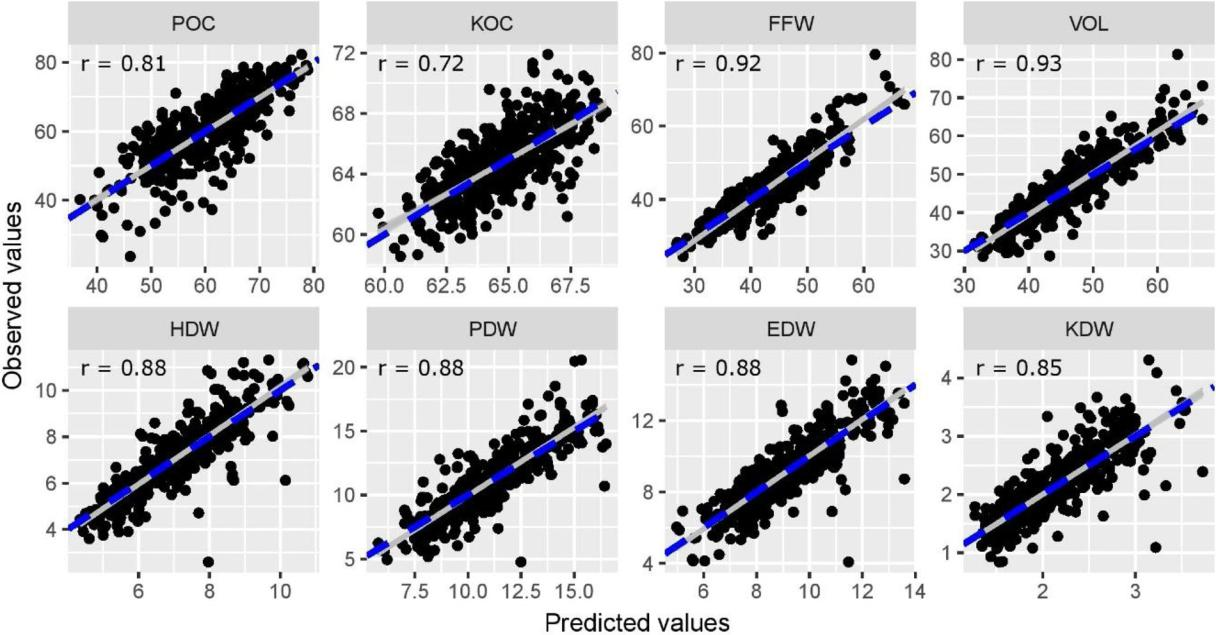 POC KOC FFW VOL
r = 0.81 r = 0.72 r = 0.92 r = 0.93
80 60 40
72 68 64 60
80 60 40
80 70 60 50 40 30
40 50 60 70 80
60.0 62.5 65.0 67.5
30 40 50 60
30 40 50 60
HDW PDW EDW KDW
r = 0.88 r = 0.88 r = 0.88 r = 0.85
10 8 6 4
20 15 10 5
12 8 4
4 3 2 1
6 8 10
7.5 10.0 12.5 15.0
6 8 10 12 14
2 3
Observed values
Predicted values